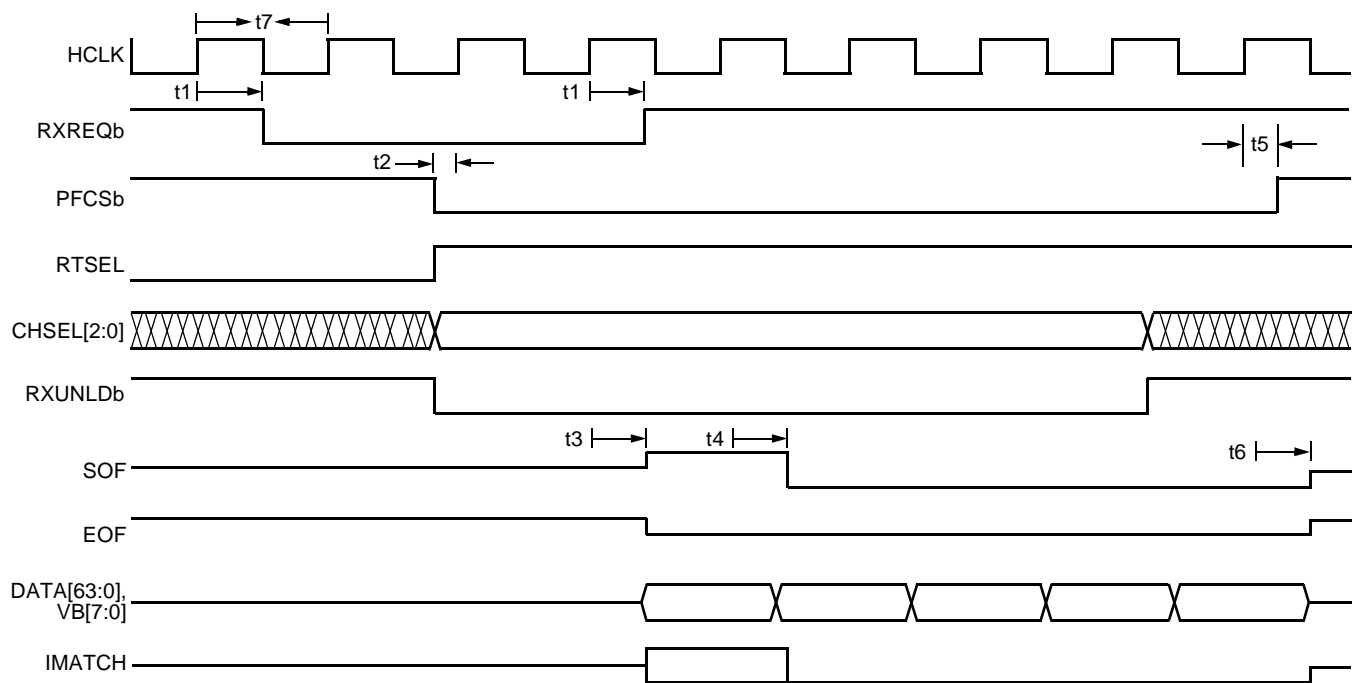 t7
HCLK
t1
t1
RXREQb
t2
t5
PFCSb
RTSEL
CHSEL[2:0]
RXUNLDb
t3
t4
t6
SOF
EOF
DATA[63:0],
VB[7:0]
IMATCH